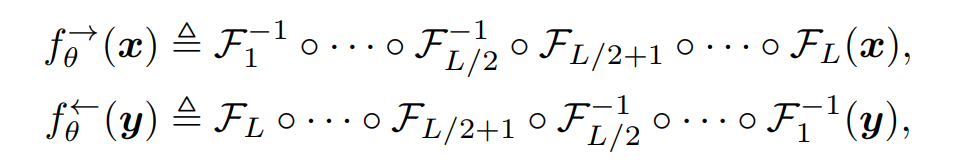 f_θ^→(x) ≜ F_1^{-1} ∘ ⋯ ∘ F_{L/2}^{-1} ∘ F_{L/2+1} ∘ ⋯ ∘ F_L(x),
f_θ^←(y) ≜ F_L ∘ ⋯ ∘ F_{L/2+1} ∘ F_{L/2}^{-1} ∘ ⋯ ∘ F_1^{-1}(y),